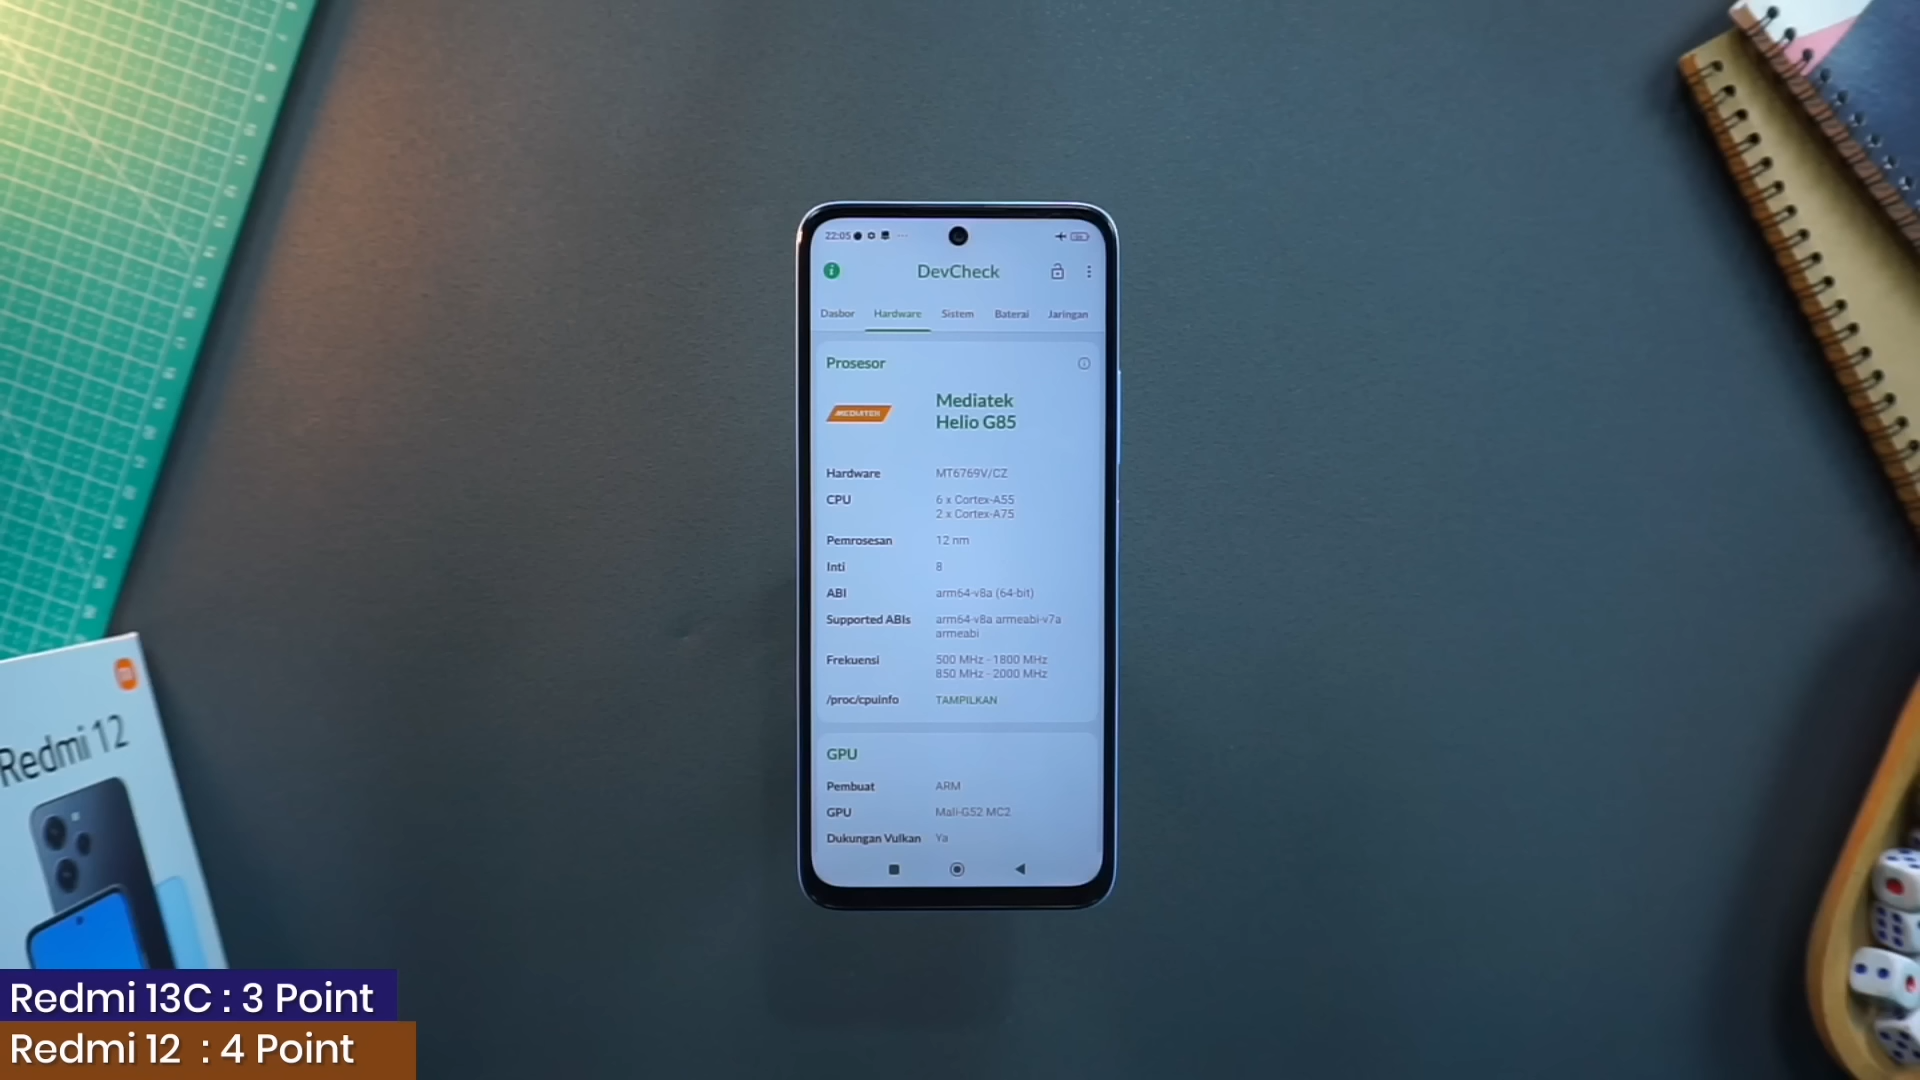 22:05
DevCheck
Dasbor Hardware Sistem Baterai Jaringan
Prosesor
MEDIATEK
Mediatek
Helio G85
Hardware MT6769V/CZ
CPU 6 x Cortex-A55
2 x Cortex-A75
Pemrosesan 12 nm
Inti 8
ABI arm64-v8a (64-bit)
Supported ABIs arm64-v8a armeabi-v7a
armeabi
Frekuensi 500 MHz - 1800 MHz
850 MHz - 2000 MHz
/proc/cpuinfo TAMPILKAN
GPU
Pembuat ARM
GPU Mali-G52 MC2
Dukungan Vulkan Ya
Redmi 12
Redmi 13C : 3 Point
Redmi 12 : 4 Point